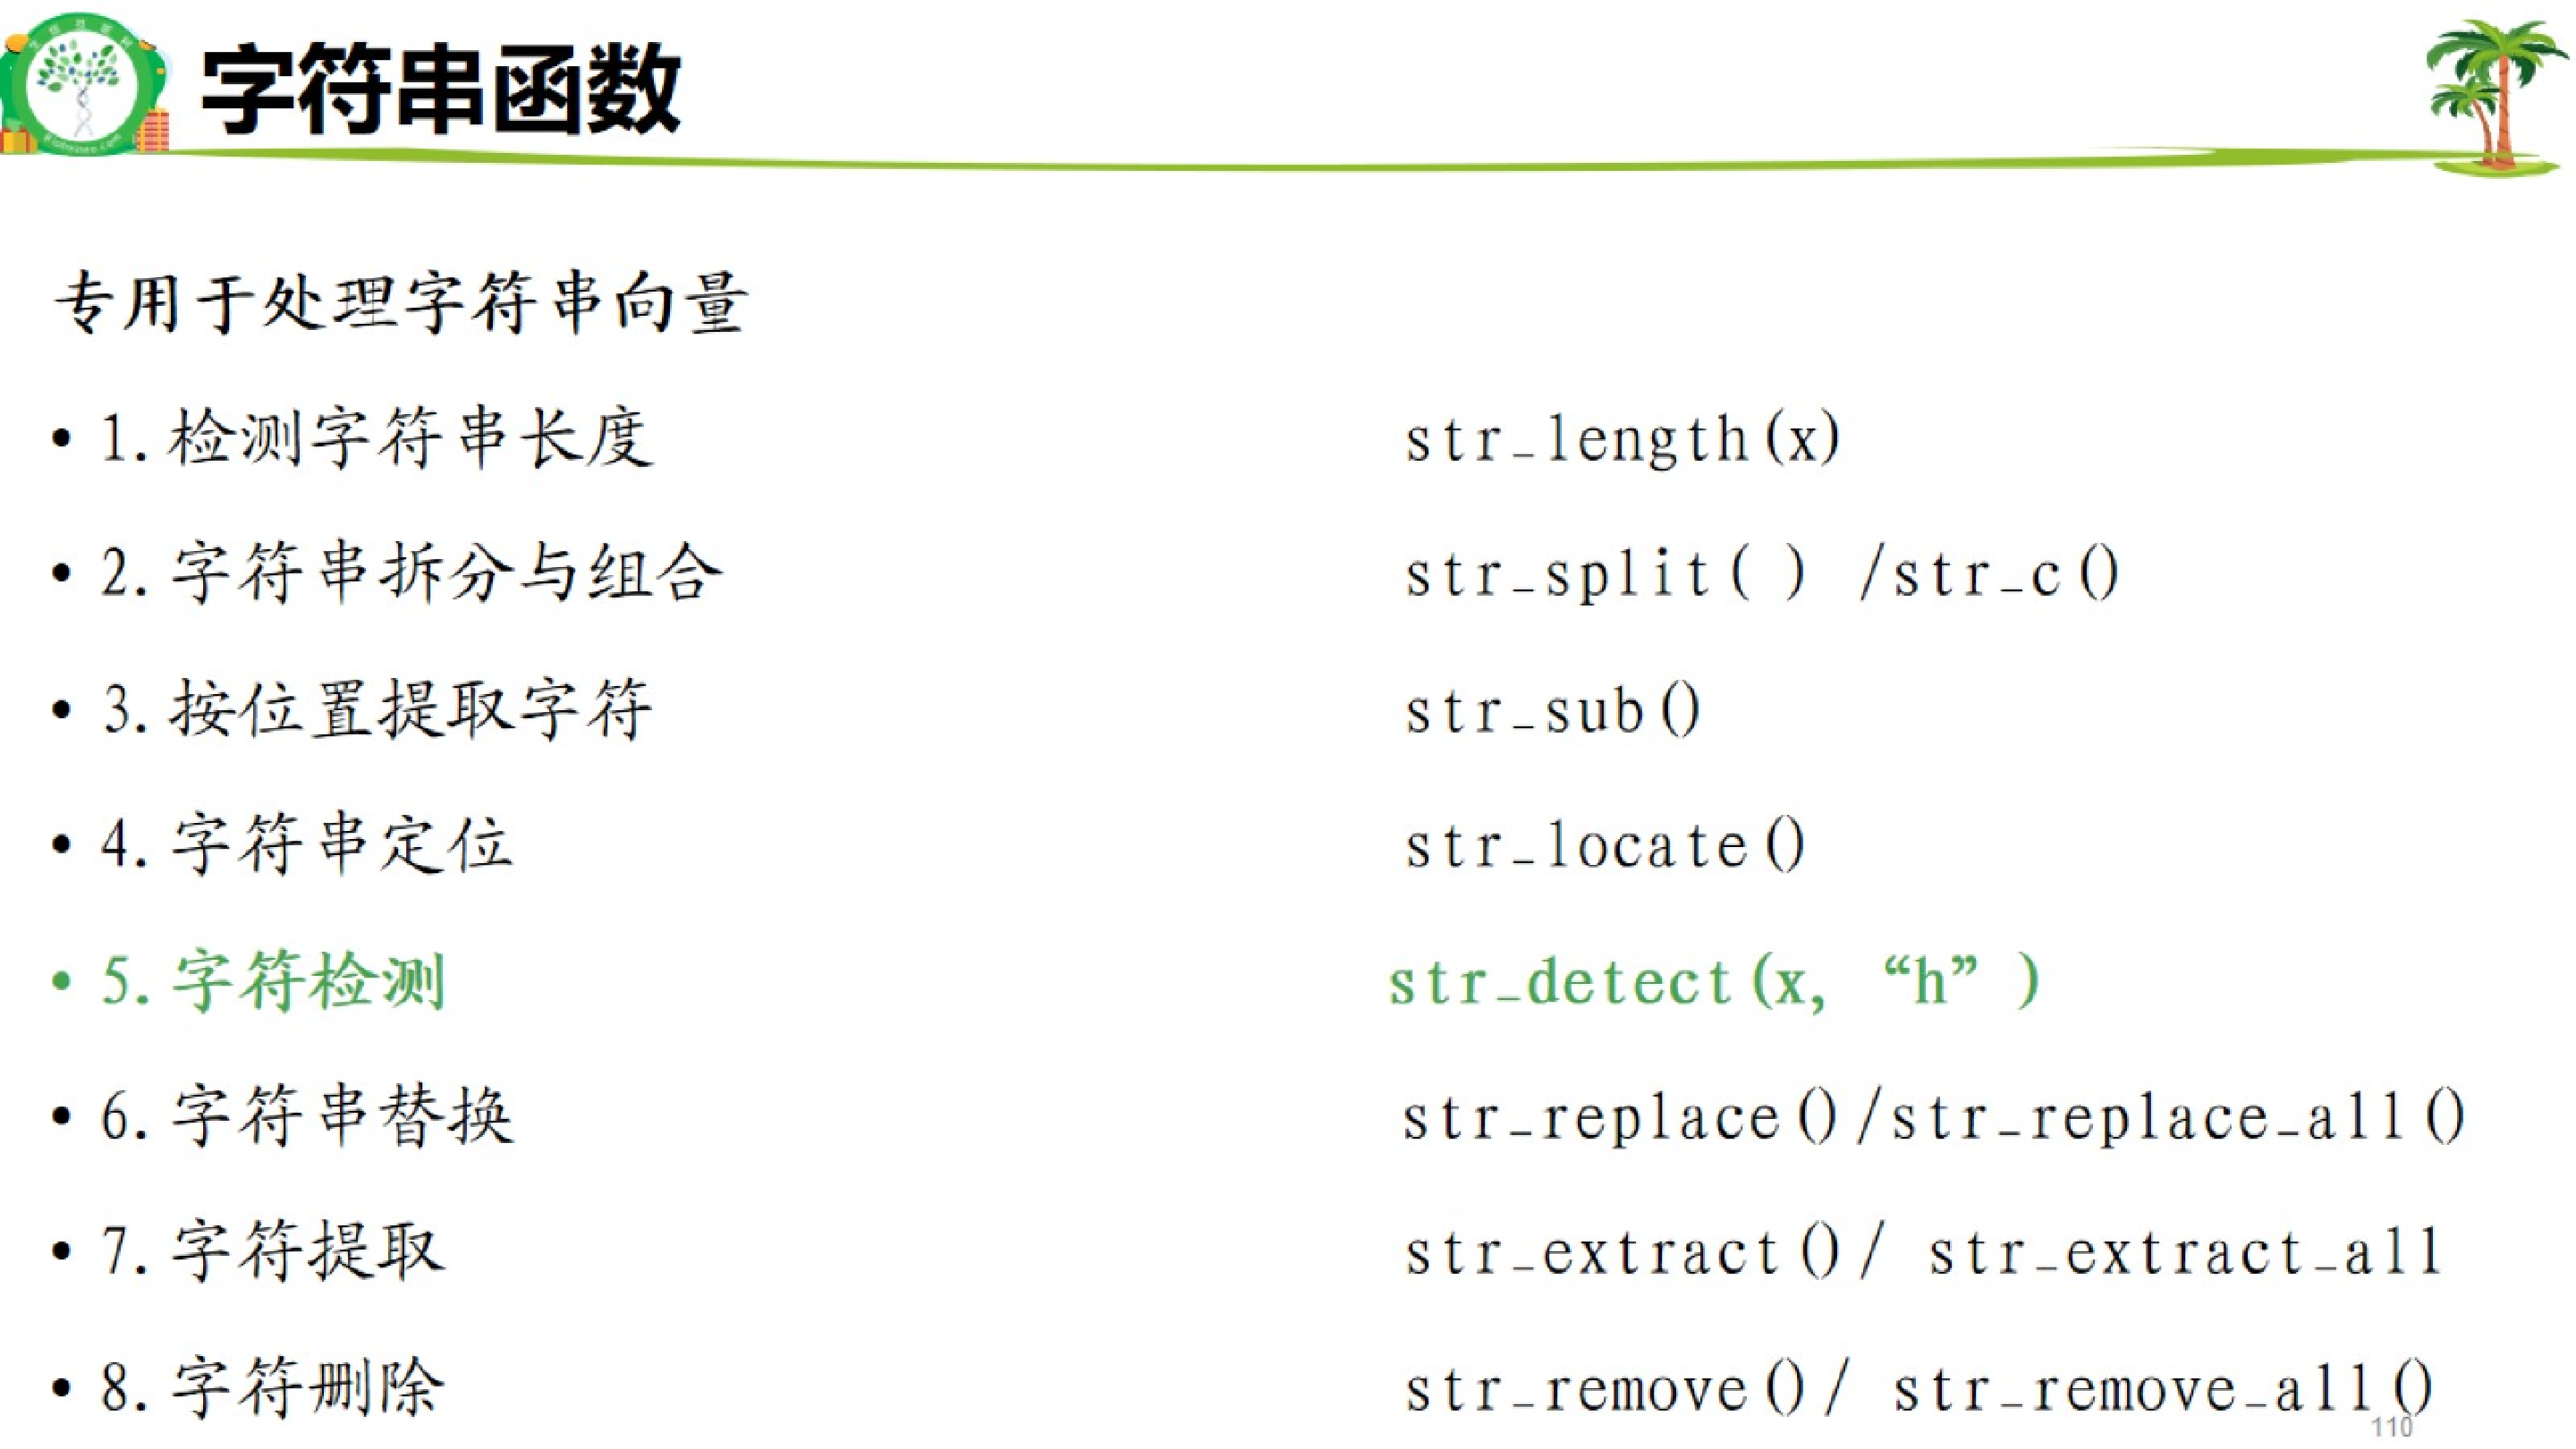 字符串函数
专用于处理字符串向量
• 1. 检测字符串长度 str_length(x)
• 2. 字符串拆分与组合 str_split( ) /str_c()
• 3. 按位置提取字符 str_sub()
• 4. 字符串定位 str_locate()
• 5. 字符检测 str_detect(x, “h” )
• 6. 字符串替换 str_replace()/str_replace_all()
• 7. 字符提取 str_extract()/ str_extract_all
• 8. 字符删除 str_remove()/ str_remove_all()
110